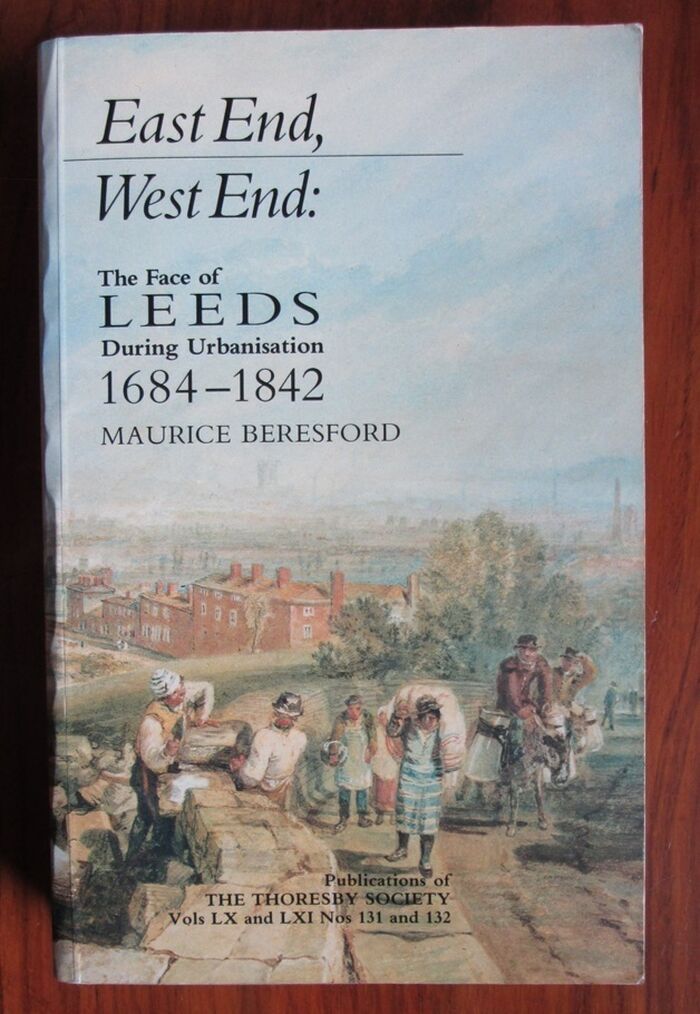 East End,
West End:
The Face of
LEEDS
During Urbanisation
1684–1842
MAURICE BERESFORD
Publications of
THE THORESBY SOCIETY
Vols LX and LXI Nos 131 and 132